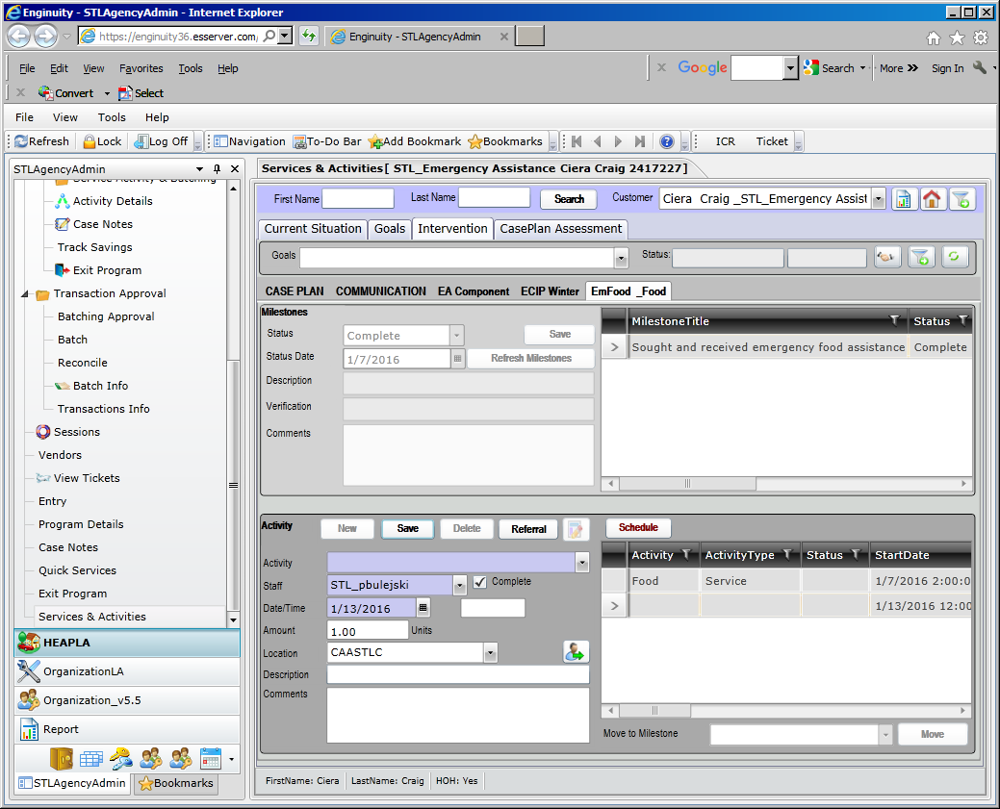 Enginuity - STLAgencyAdmin - Internet Explorer
https://enginuity36.esserver.com/
Enginuity - STLAgencyAdmin
File Edit View Favorites Tools Help
x Google Search More Sign In
x Convert Select
File View Tools Help
Refresh Lock Log Off Navigation To-Do Bar Add Bookmark Bookmarks ICR Ticket
STLAgencyAdmin
Services & Activities[ STL_Emergency Assistance Ciera Craig 2417227]
Service Activity & Batching
Activity Details
Case Notes
Track Savings
Exit Program
Transaction Approval
Batching Approval
Batch
Reconcile
Batch Info
Transactions Info
Sessions
Vendors
View Tickets
Entry
Program Details
Case Notes
Quick Services
Exit Program
Services & Activities
HEAPLA
OrganizationLA
Organization_v5.5
Report
STLAgencyAdmin Bookmarks
First Name Last Name Search Customer Ciera Craig _STL_Emergency Assist
Current Situation Goals Intervention CasePlan Assessment
Goals Status:
CASE PLAN COMMUNICATION EA Component ECIP Winter EmFood _Food
Milestones
Status Complete Save
Status Date 1/7/2016 Refresh Milestones
Description
Verification
Comments
MilestoneTitle Status
Sought and received emergency food assistance Complete
Activity New Save Delete Referral Schedule
Activity
Staff STL_pbulejski Complete
Date/Time 1/13/2016
Amount 1.00 Units
Location CAASTLC
Description
Comments
Activity ActivityType Status StartDate
Food Service 1/7/2016 2:00:0
1/13/2016 12:00
Move to Milestone Move
FirstName: Ciera LastName: Craig HOH: Yes